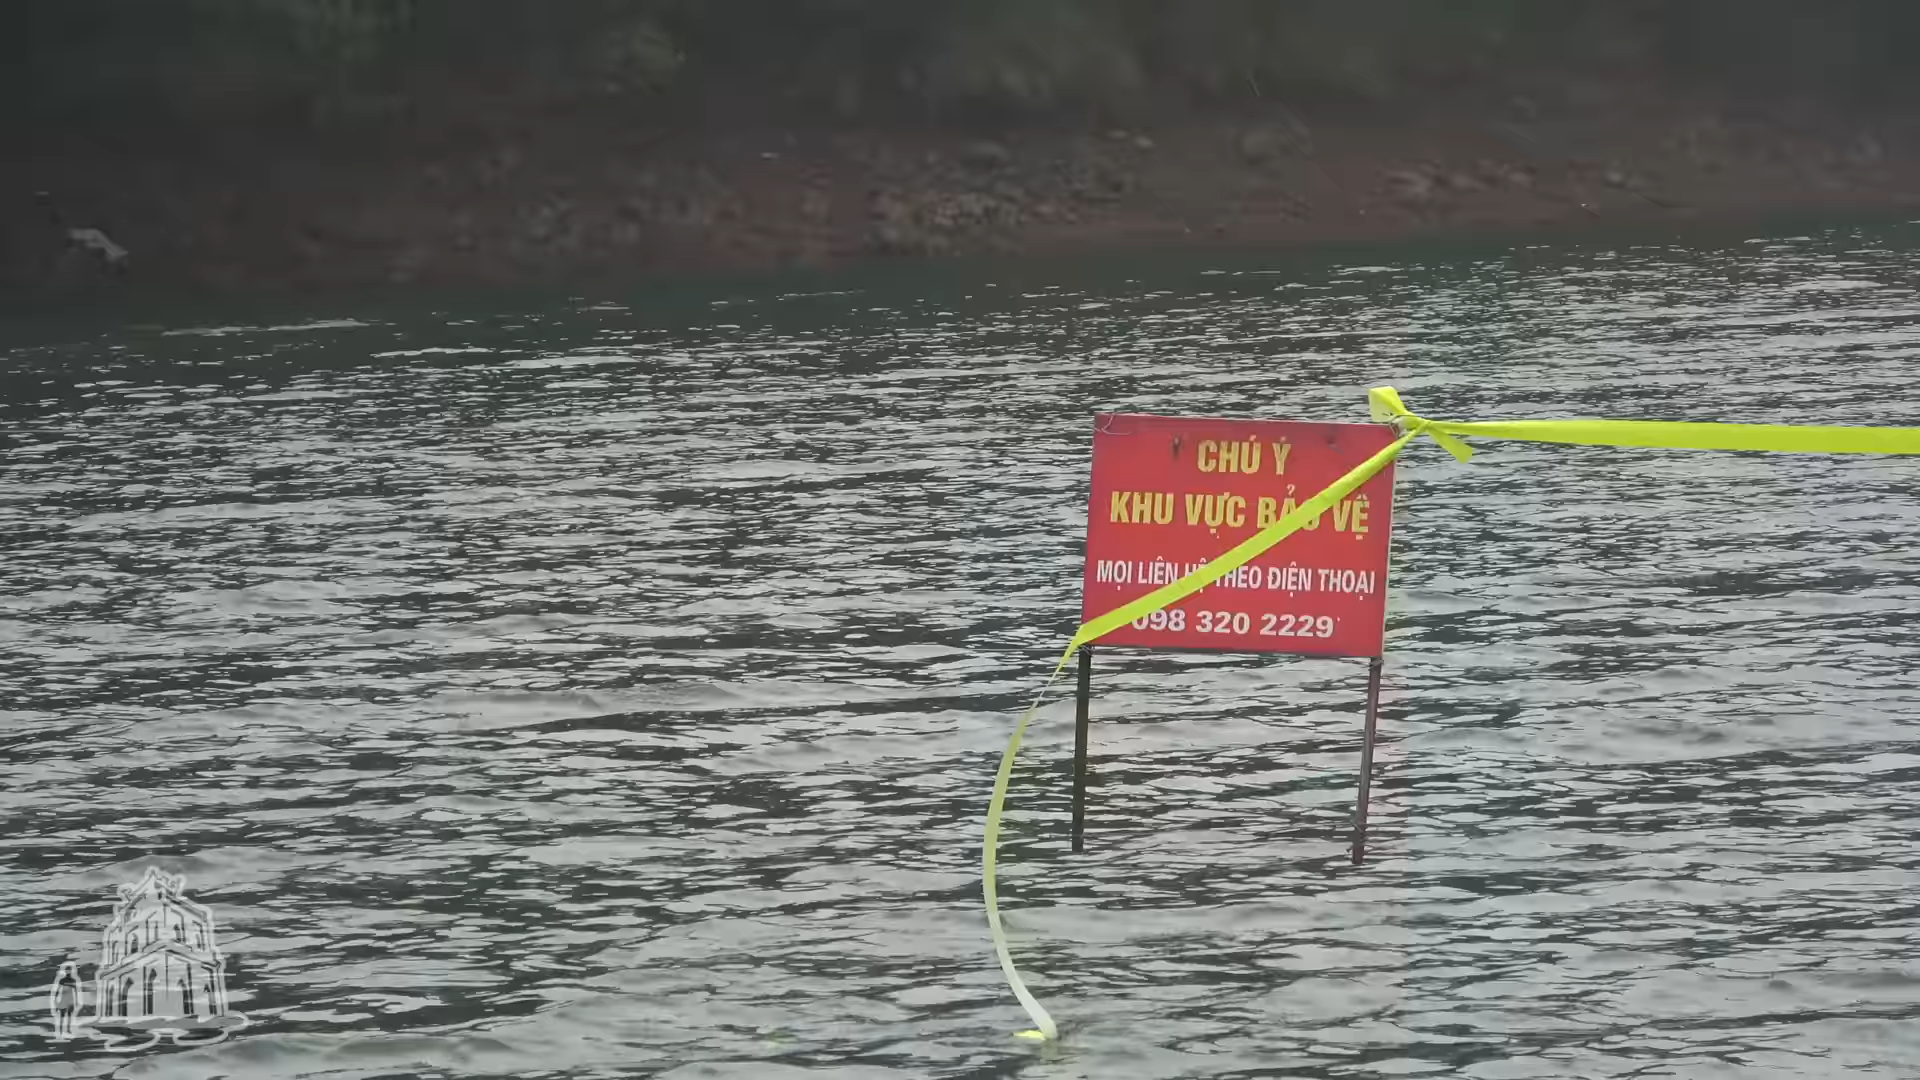 CHÚ Ý
KHU VỰC BẢO VỆ
MỌI LIÊN HỆ THEO ĐIỆN THOẠI
098 320 2229